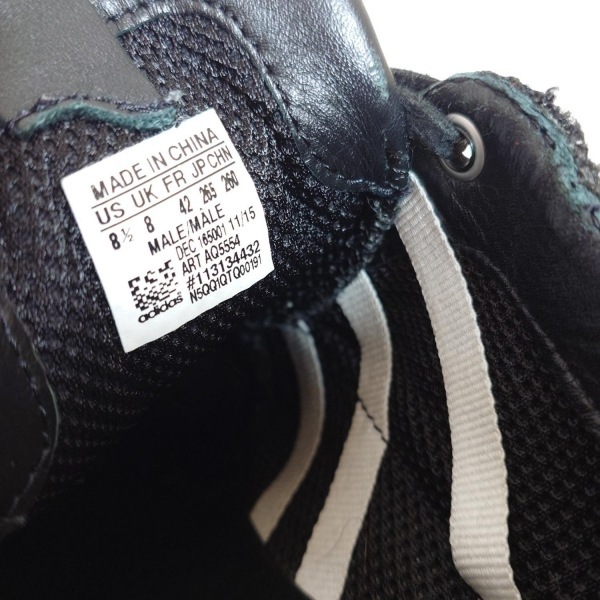 MADE IN CHINA
US UK FR JP CHN
8½ 8 42 265 260
MALE/MALE
DEC 165001 11/15
ART AQ5554
#113134432
N5QQ1QTQ00191
adidas